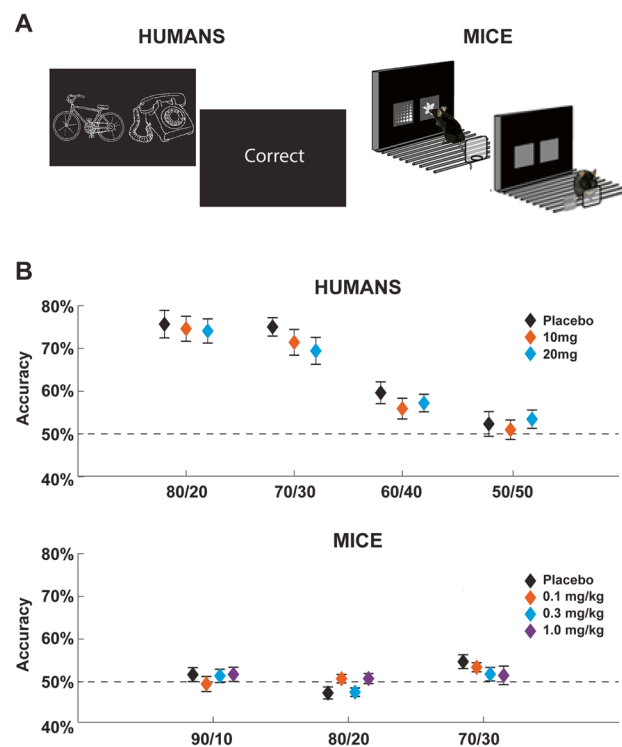 A
HUMANS
MICE
Correct
B
HUMANS
80%
70%
60%
50%
40%
Accuracy
Placebo
10mg
20mg
80/20
70/30
60/40
50/50
MICE
80%
70%
60%
50%
40%
Accuracy
Placebo
0.1 mg/kg
0.3 mg/kg
1.0 mg/kg
90/10
80/20
70/30